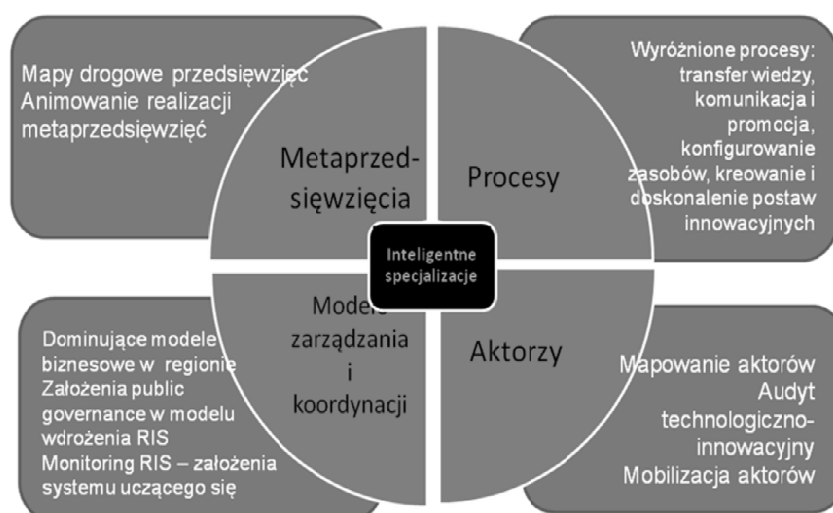 Mapy drogowe przedsięwzięć
Animowanie realizacji
metaprzedsięwzięć
Metaprzed-
sięwzięcia
Wyróżnione procesy:
transfer wiedzy,
komunikacja i
promocja,
konfigurowanie
zasobów, kreowanie i
doskonalenie postaw
innowacyjnych
Procesy
Inteligentne
specjalizacje
Dominujące modele
biznesowe w regionie
Założenia public
governance w modelu
wdrożenia RIS
Monitoring RIS – założenia
systemu uczącego się
Modele
zarządzania
i
koordynacji
Aktorzy
Mapowanie aktorów
Audyt
technologiczno-
innowacyjny
Mobilizacja aktorów